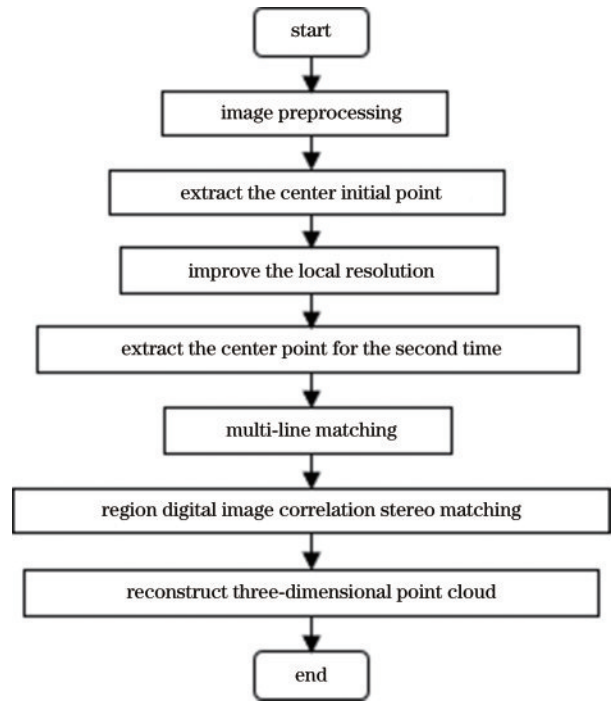 start
image preprocessing
extract the center initial point
improve the local resolution
extract the center point for the second time
multi-line matching
region digital image correlation stereo matching
reconstruct three-dimensional point cloud
end